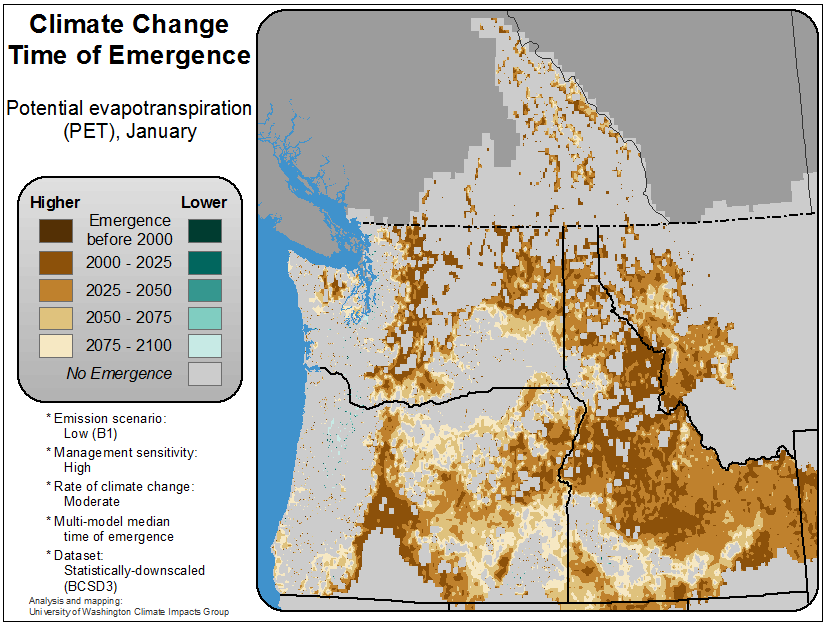 Climate Change
Time of Emergence
Potential evapotranspiration
(PET), January
Higher Lower
Emergence
before 2000
2000 - 2025
2025 - 2050
2050 - 2075
2075 - 2100
No Emergence
* Emission scenario:
Low (B1)
* Management sensitivity:
High
* Rate of climate change:
Moderate
* Multi-model median
time of emergence
* Dataset:
Statistically-downscaled
(BCSD3)
Analysis and mapping:
University of Washington Climate Impacts Group